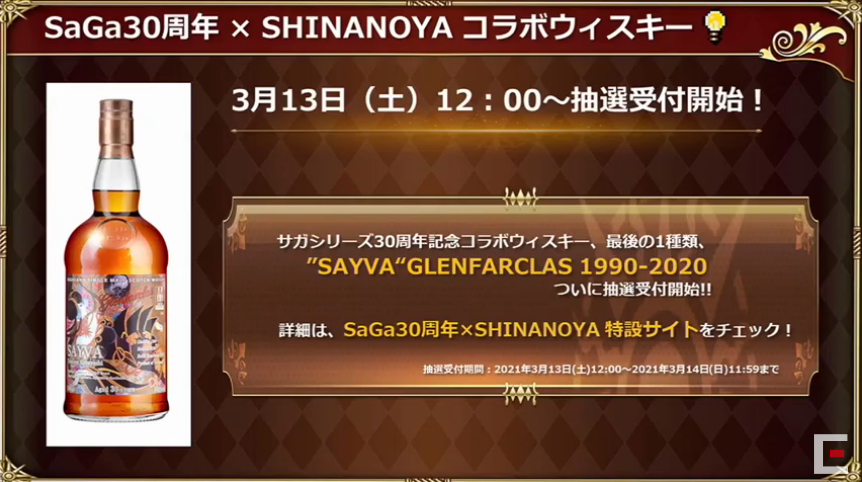 SaGa30周年 × SHINANOYA コラボウィスキー
3月13日（土）12：00～抽選受付開始！
サガシリーズ30周年記念コラボウィスキー、最後の1種類、
”SAYVA“GLENFARCLAS 1990-2020
ついに抽選受付開始!!
詳細は、SaGa30周年×SHINANOYA 特設サイトをチェック！
抽選受付期間：2021年3月13日(土)12:00～2021年3月14日(日)11:59まで
SAYVA